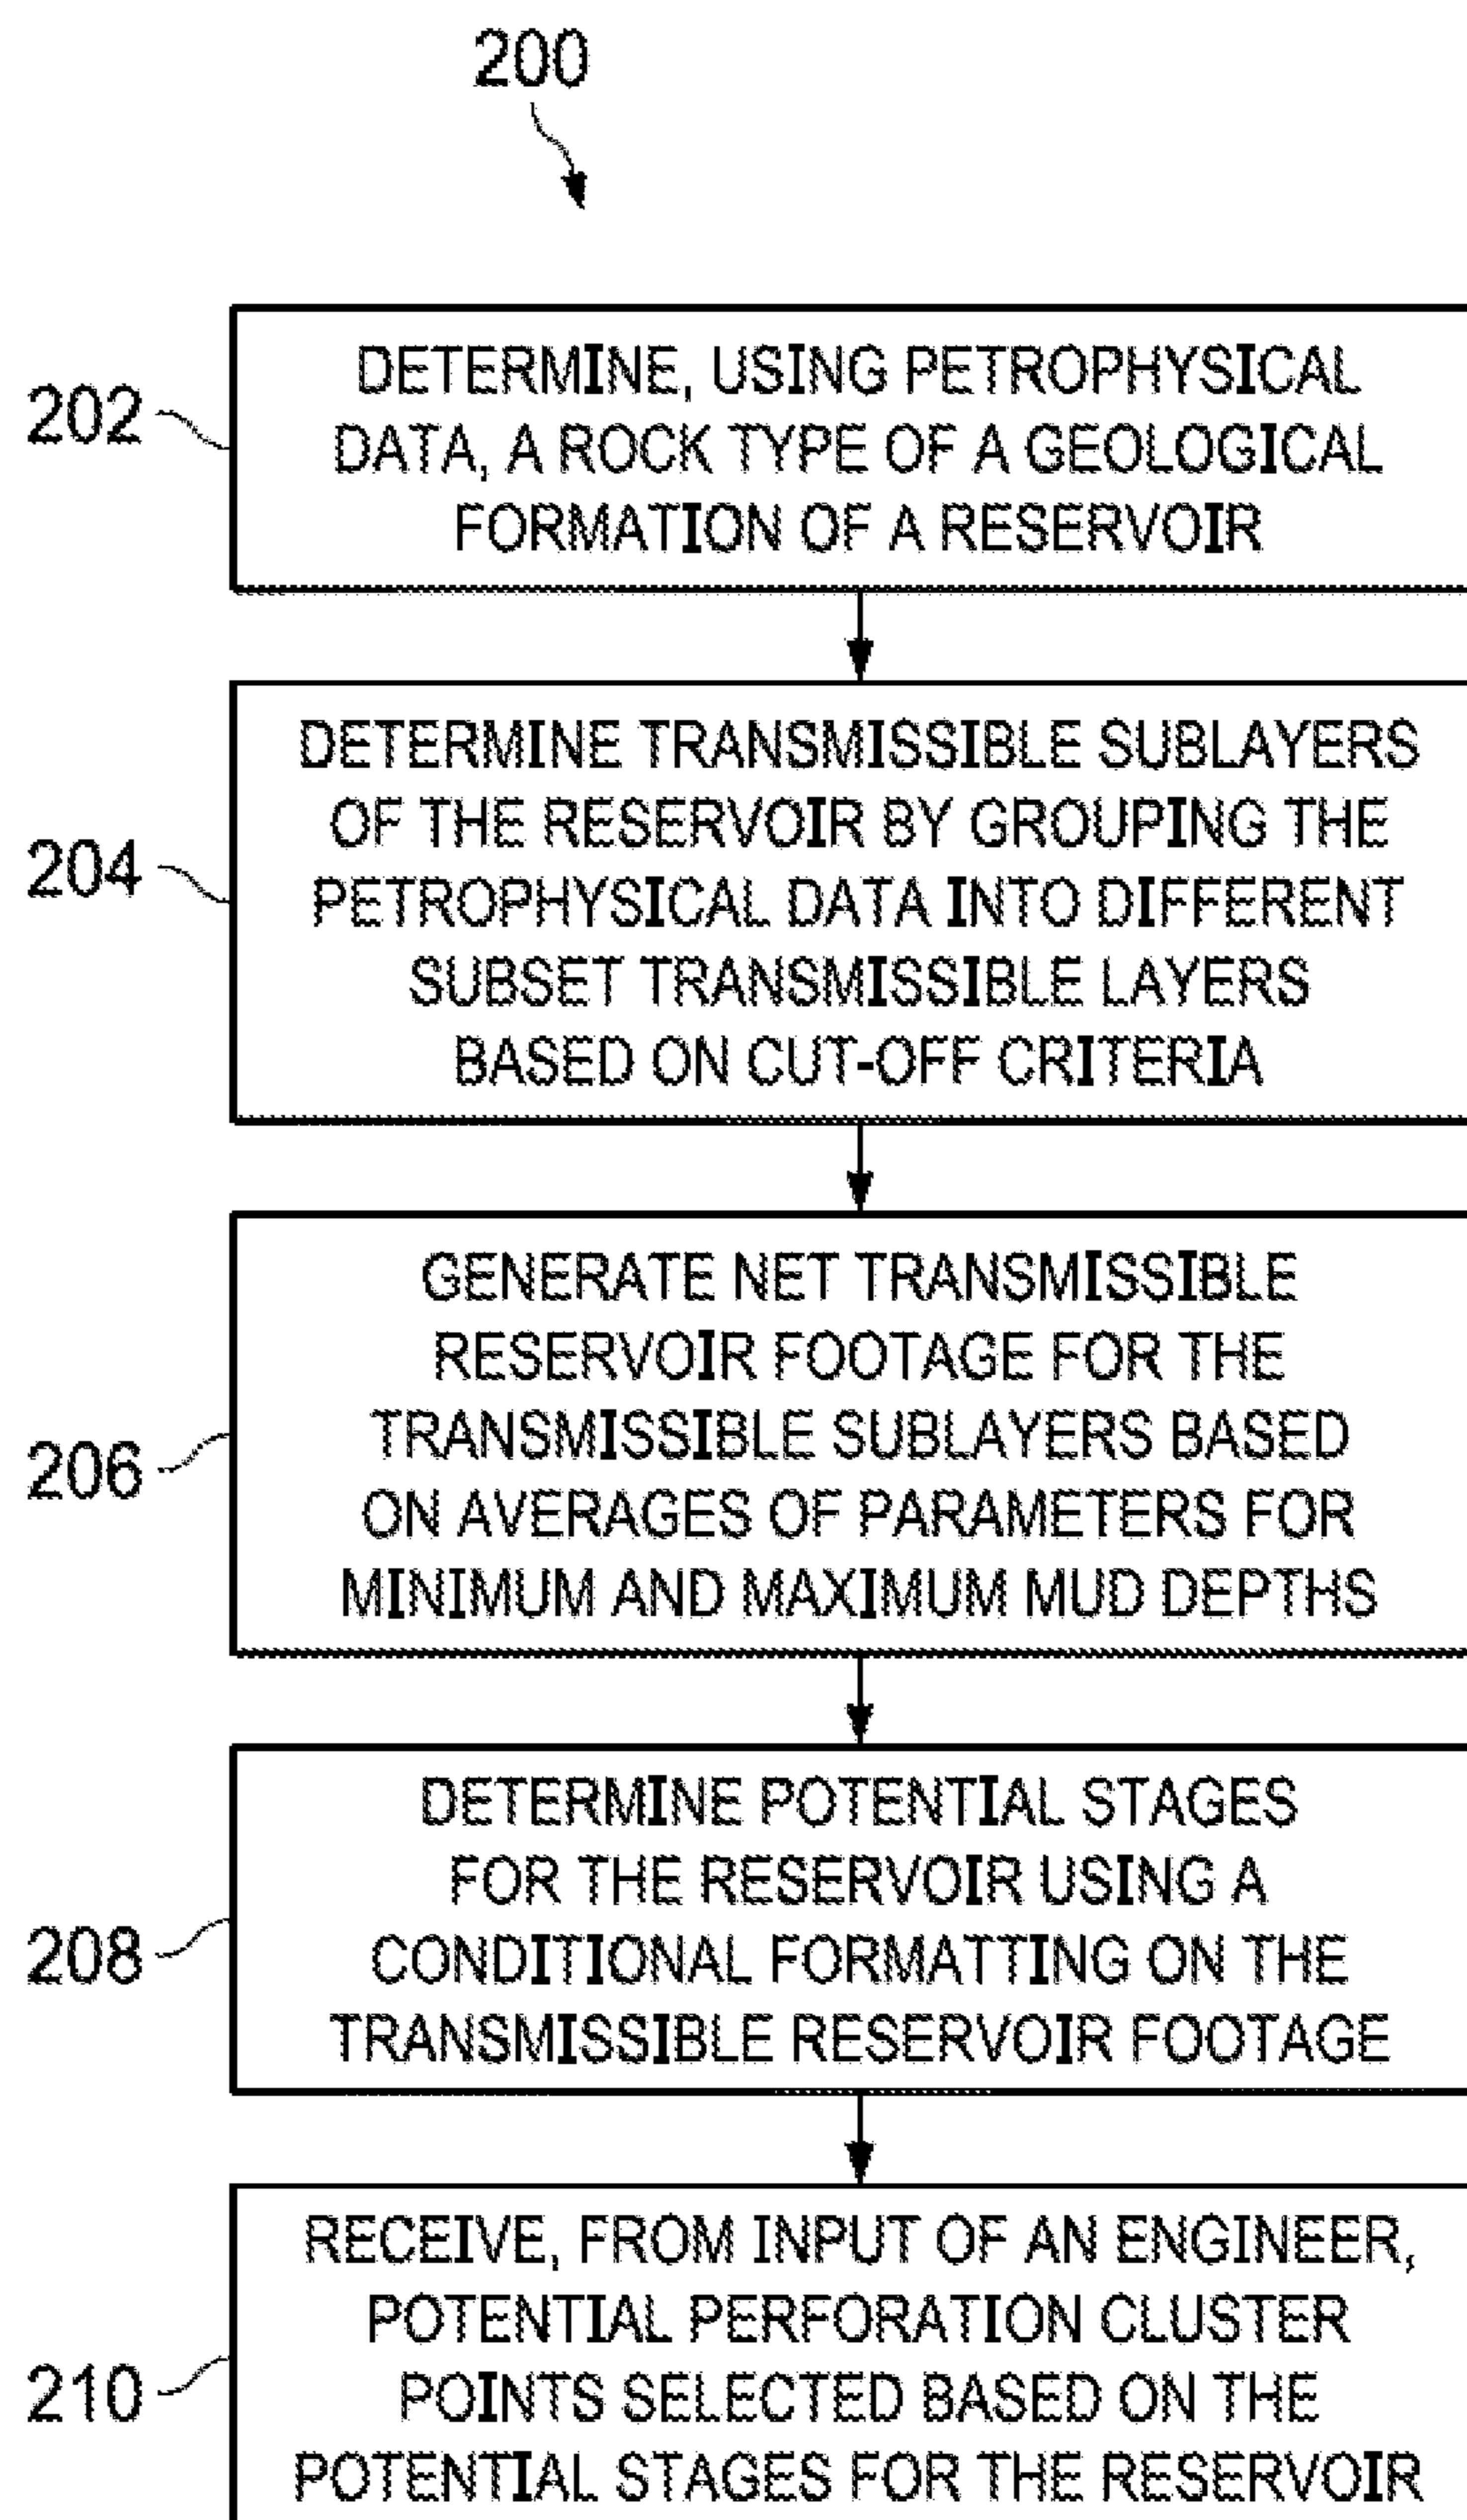 200
202
DETERMINE, USING PETROPHYSICAL
DATA, A ROCK TYPE OF A GEOLOGICAL
FORMATION OF A RESERVOIR
204
DETERMINE TRANSMISSIBLE SUBLAYERS
OF THE RESERVOIR BY GROUPING THE
PETROPHYSICAL DATA INTO DIFFERENT
SUBSET TRANSMISSIBLE LAYERS
BASED ON CUT-OFF CRITERIA
206
GENERATE NET TRANSMISSIBLE
RESERVOIR FOOTAGE FOR THE
TRANSMISSIBLE SUBLAYERS BASED
ON AVERAGES OF PARAMETERS FOR
MINIMUM AND MAXIMUM MUD DEPTHS
208
DETERMINE POTENTIAL STAGES
FOR THE RESERVOIR USING A
CONDITIONAL FORMATTING ON THE
TRANSMISSIBLE RESERVOIR FOOTAGE
210
RECEIVE, FROM INPUT OF AN ENGINEER,
POTENTIAL PERFORATION CLUSTER
POINTS SELECTED BASED ON THE
POTENTIAL STAGES FOR THE RESERVOIR